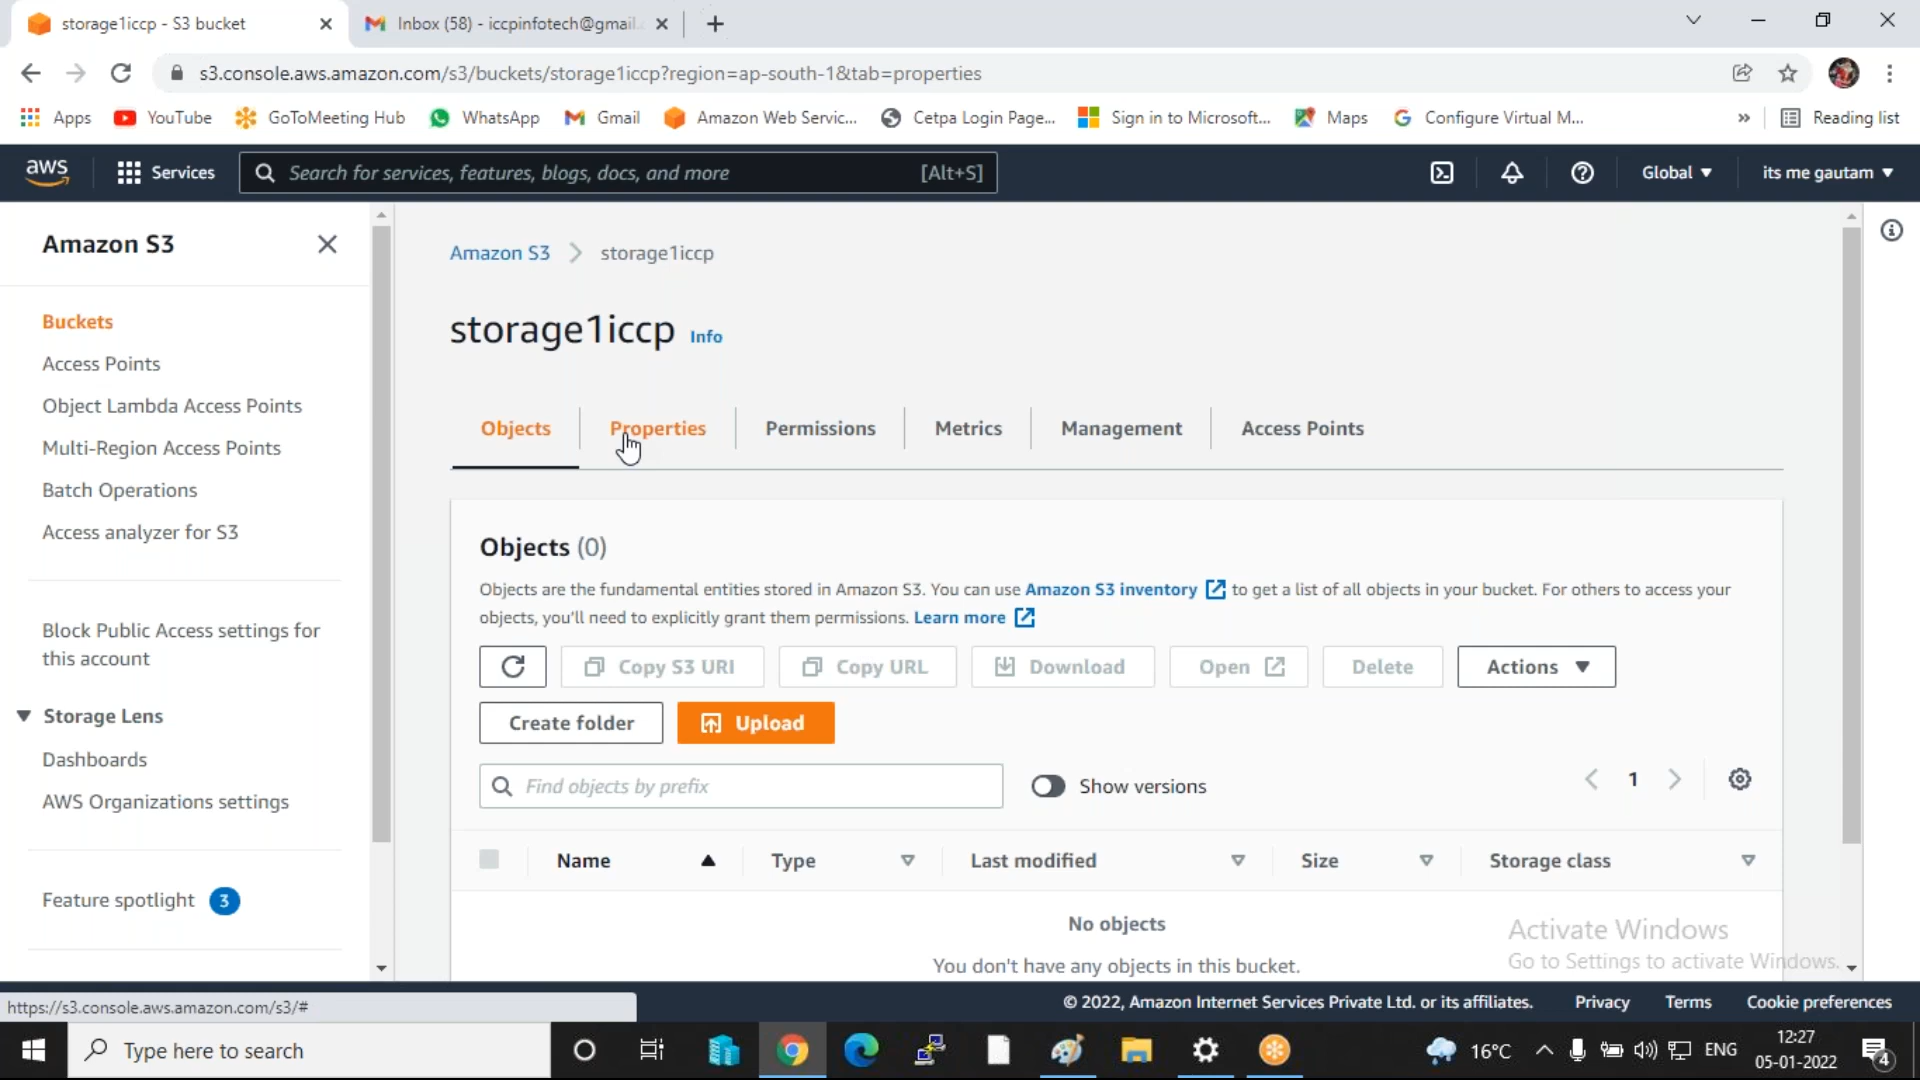 storage1iccp - S3 bucket
Inbox (58) - iccpinfotech@gmail.
s3.console.aws.amazon.com/s3/buckets/storage1iccp?region=ap-south-1&tab=properties
Apps YouTube GoToMeeting Hub WhatsApp Gmail Amazon Web Servic... Cetpa Login Page... Sign in to Microsoft... Maps Configure Virtual M... » Reading list
aws Services Search for services, features, blogs, docs, and more [Alt+S] Global its me gautam
Amazon S3
Buckets
Access Points
Object Lambda Access Points
Multi-Region Access Points
Batch Operations
Access analyzer for S3
Block Public Access settings for
this account
Storage Lens
Dashboards
AWS Organizations settings
Feature spotlight 3
Amazon S3 storage1iccp
storage1iccp Info
Objects Properties Permissions Metrics Management Access Points
Objects (0)
Objects are the fundamental entities stored in Amazon S3. You can use Amazon S3 inventory to get a list of all objects in your bucket. For others to access your
objects, you'll need to explicitly grant them permissions. Learn more
Copy S3 URI Copy URL Download Open Delete Actions
Create folder Upload
Find objects by prefix Show versions 1
Name Type Last modified Size Storage class
No objects
You don't have any objects in this bucket.
Activate Windows
Go to Settings to activate Windows.
https://s3.console.aws.amazon.com/s3/#
© 2022, Amazon Internet Services Private Ltd. or its affiliates. Privacy Terms Cookie preferences
Type here to search
16°C ENG
12:27
05-01-2022
4